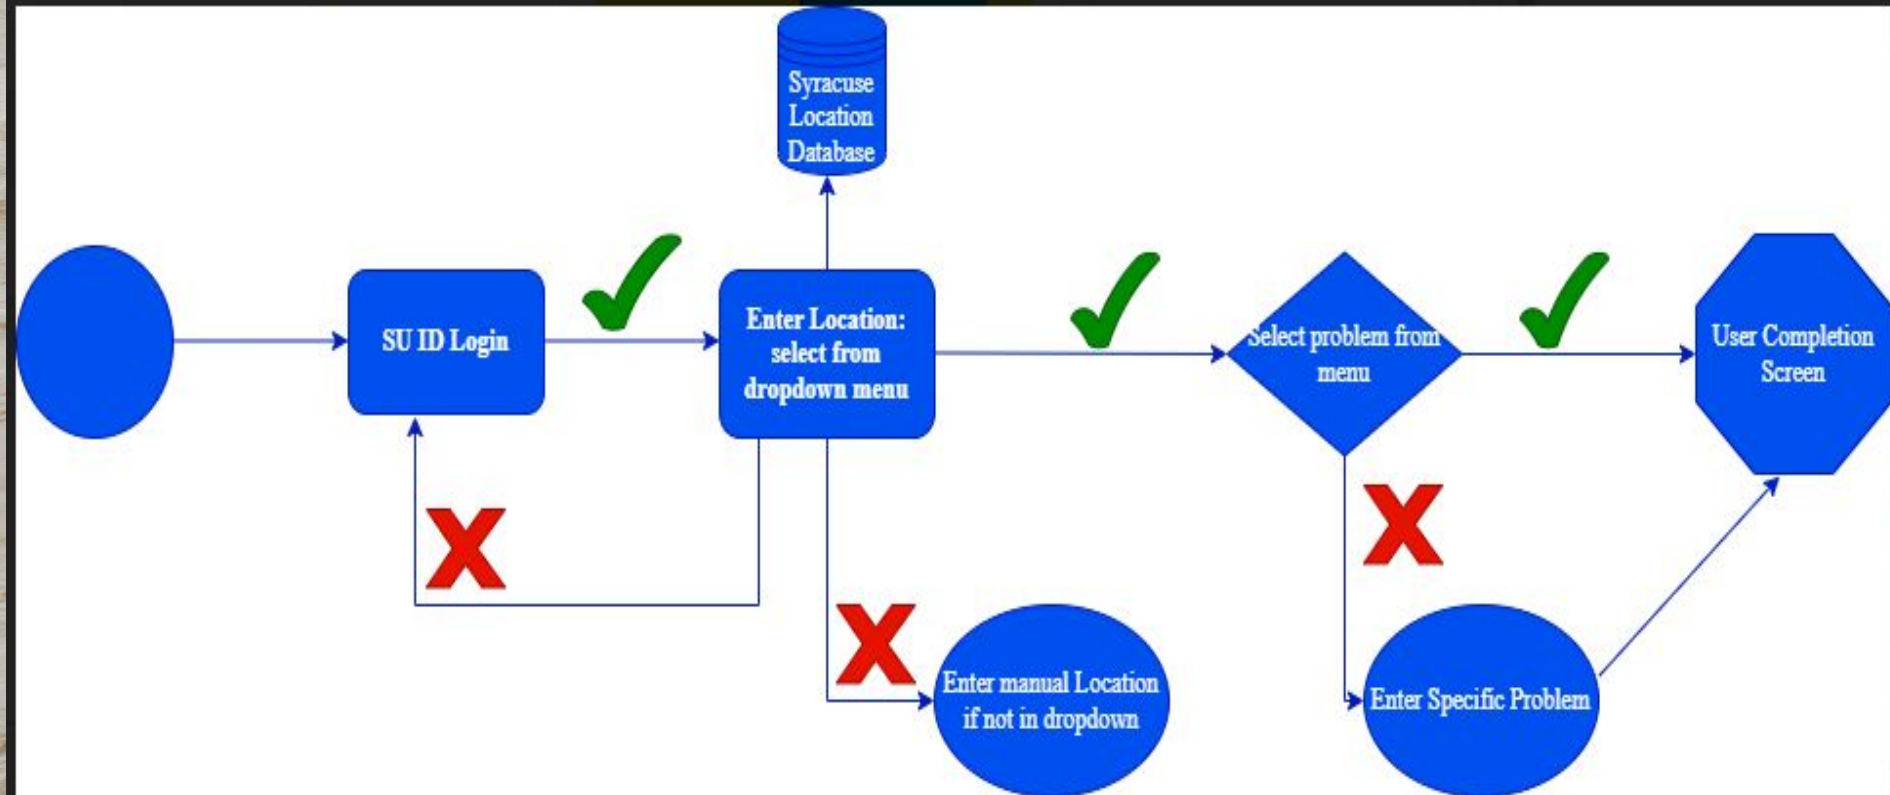 Syracuse
Location
Database
SU ID Login
Enter Location:
select from
dropdown menu
Select problem from
menu
User Completion
Screen
Enter manual Location
if not in dropdown
Enter Specific Problem